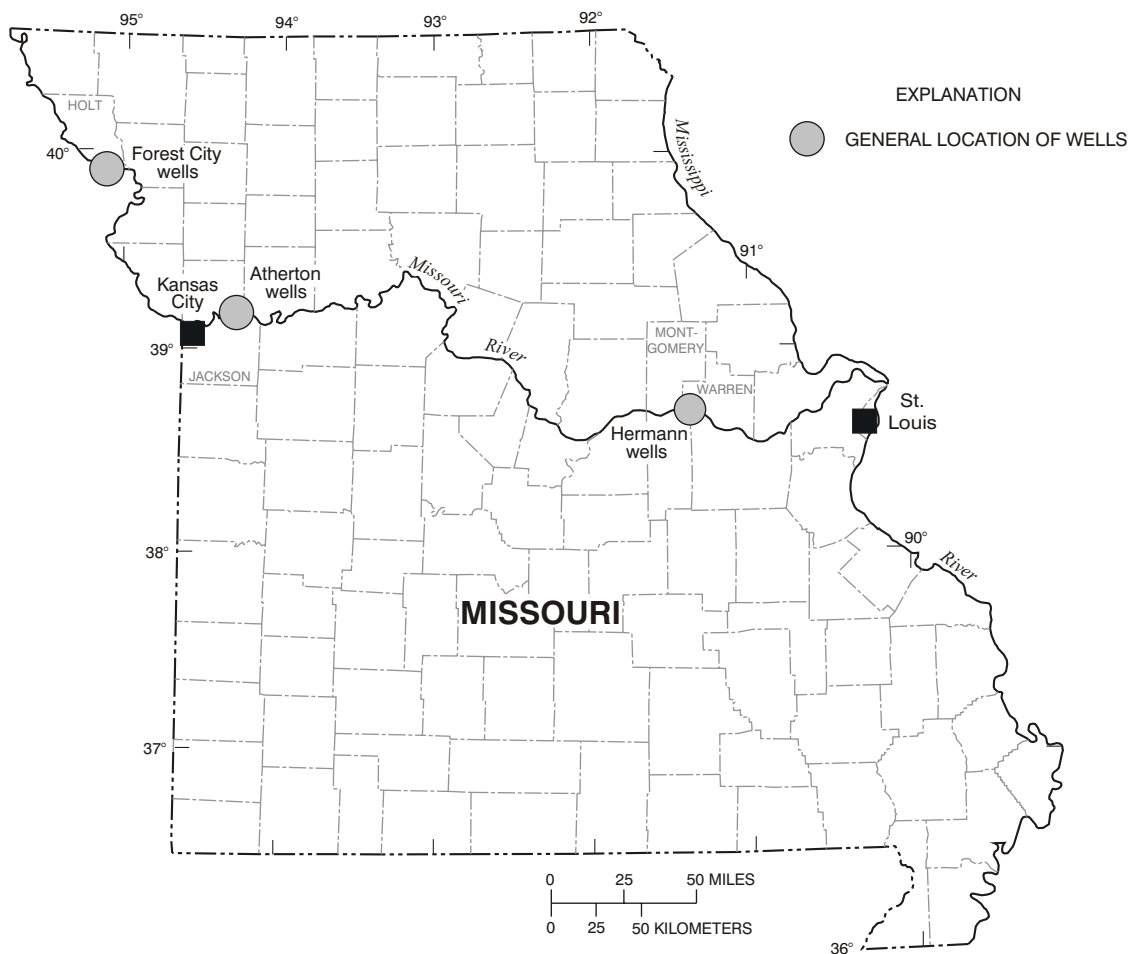 95°
94°
93°
92°
HOLT
40°
Forest City
wells
Mississippi
EXPLANATION
GENERAL LOCATION OF WELLS
91°
Kansas
City
Atherton
wells
Missouri
River
39°
JACKSON
MONT-
GOMERY
WARREN
Hermann
wells
St.
Louis
38°
90°
River
MISSOURI
37°
0 25 50 MILES
0 25 50 KILOMETERS
36°